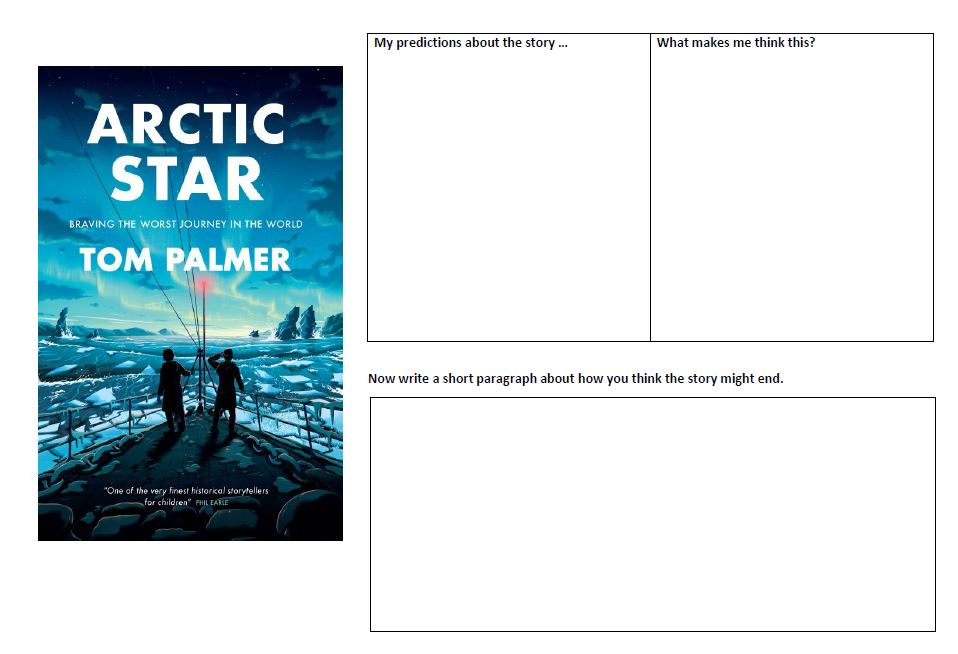 ARCTIC
STAR
BRAVING THE WORST JOURNEY IN THE WORLD
TOM PALMER
"One of the very finest historical storytellers
for children" PHIL EARLE
My predictions about the story …
What makes me think this?
Now write a short paragraph about how you think the story might end.